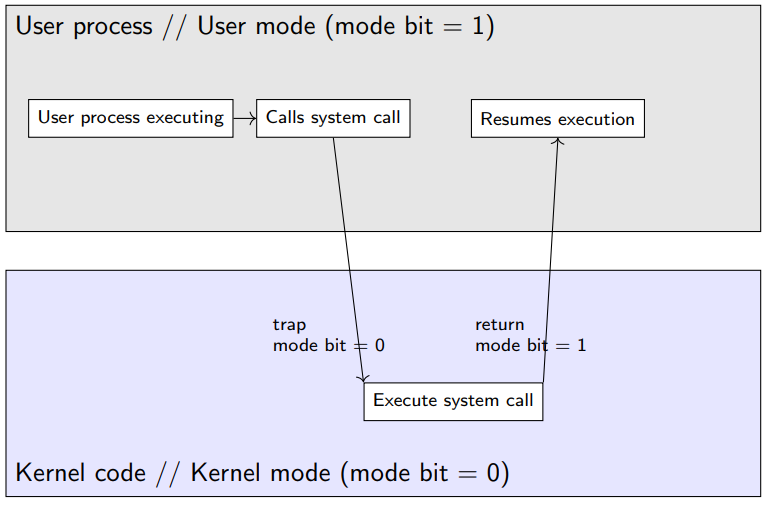 User process // User mode (mode bit = 1)
User process executing
Calls system call
Resumes execution
trap
mode bit = 0
return
mode bit = 1
Execute system call
Kernel code // Kernel mode (mode bit = 0)